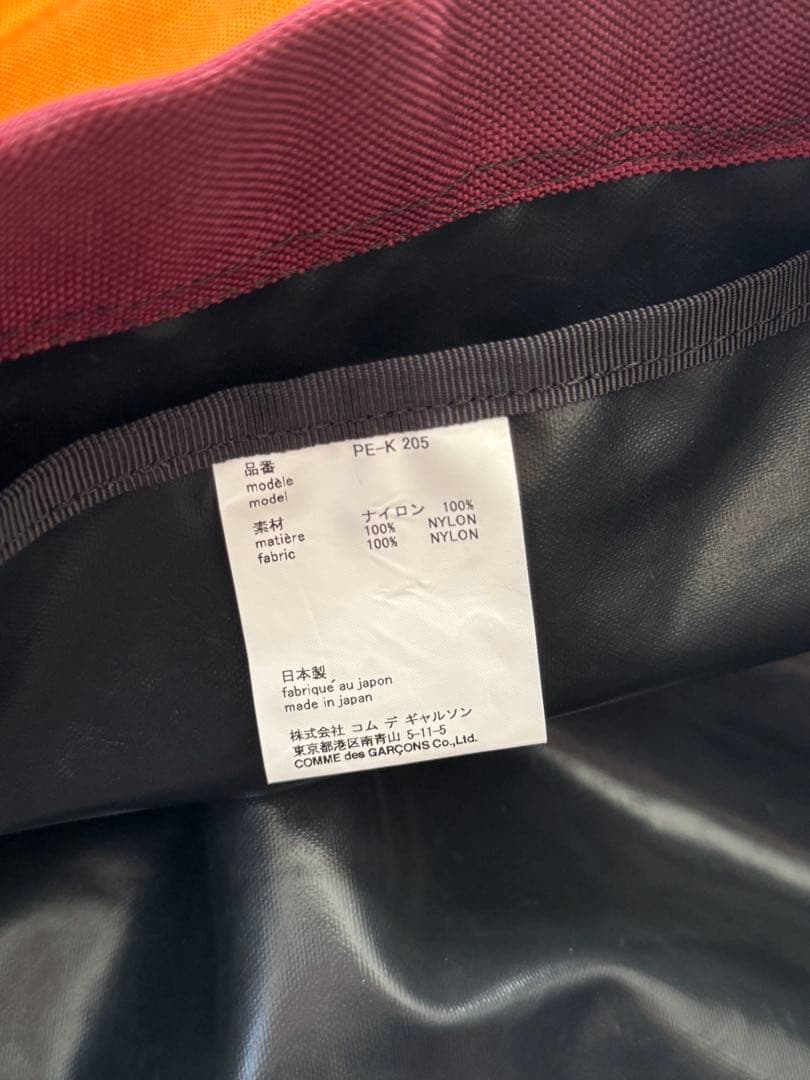 品番 PE-K 205
modèle
model
素材 ナイロン 100%
matière 100% NYLON
fabric 100% NYLON
日本製
fabriqué au japon
made in japan
株式会社 コム デ ギャルソン
東京都港区南青山 5-11-5
COMME des GARÇONS Co.,Ltd.